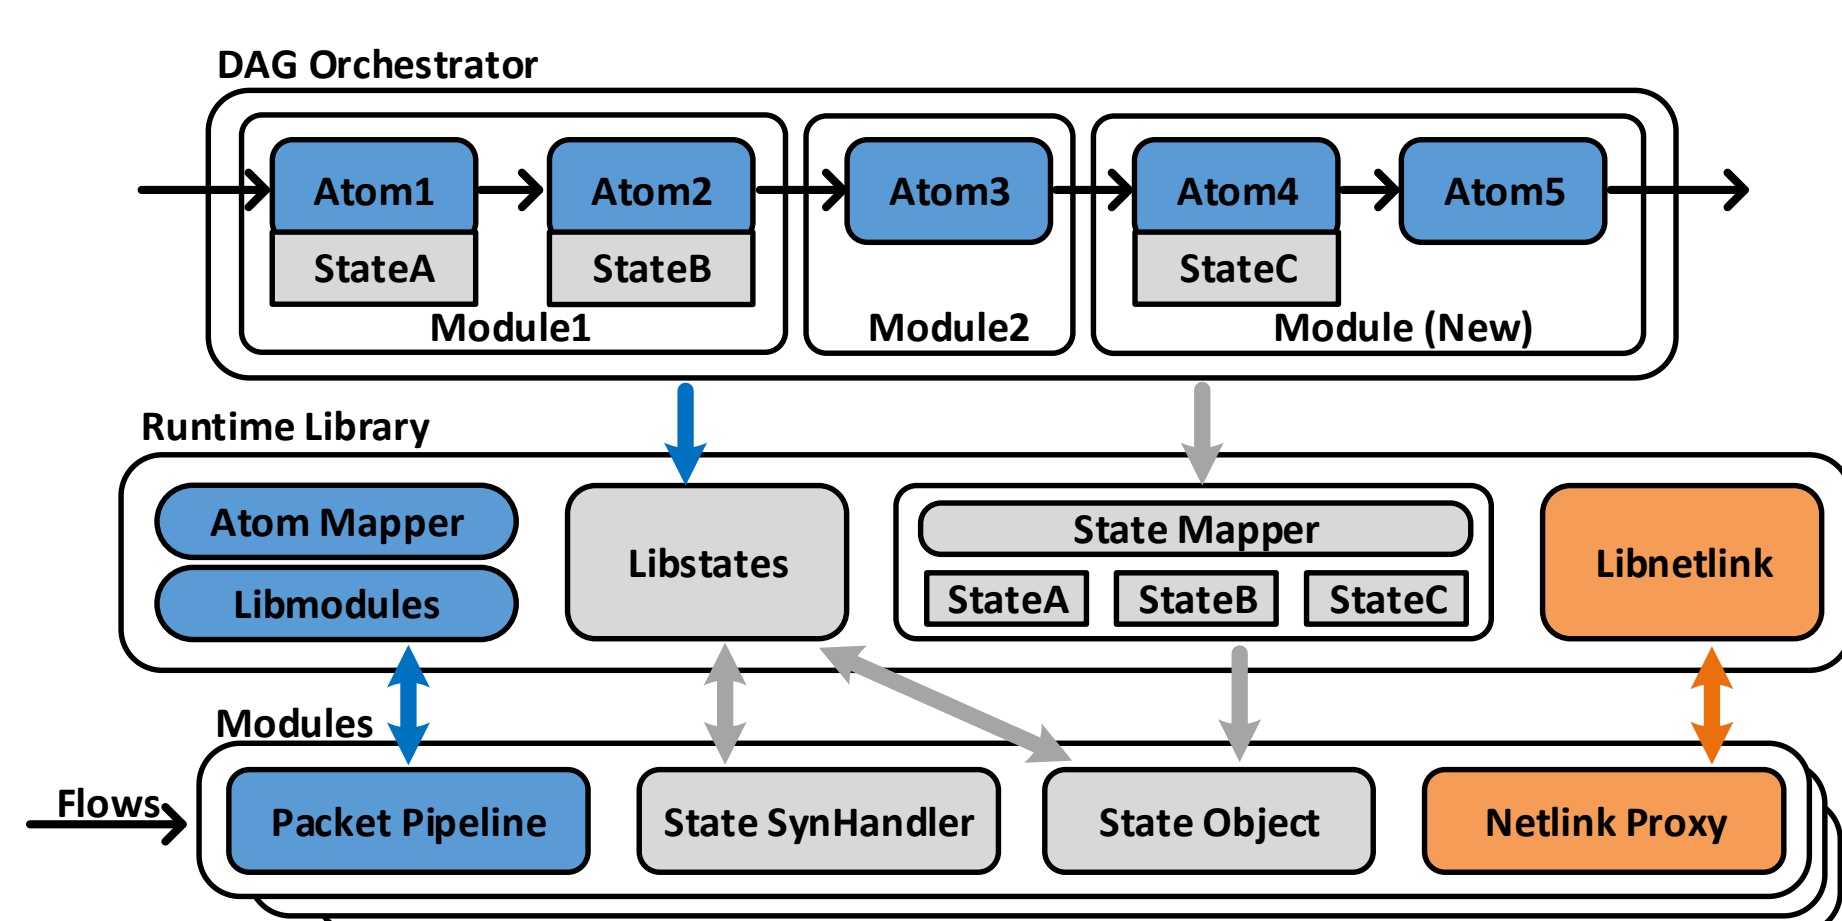 DAG Orchestrator
Atom1
Atom2
Atom3
Atom4
Atom5
StateA
StateB
StateC
Module1
Module2
Module (New)
Runtime Library
Atom Mapper
Libmodules
Libstates
State Mapper
StateA
StateB
StateC
Libnetlink
Modules
Flows
Packet Pipeline
State SynHandler
State Object
Netlink Proxy